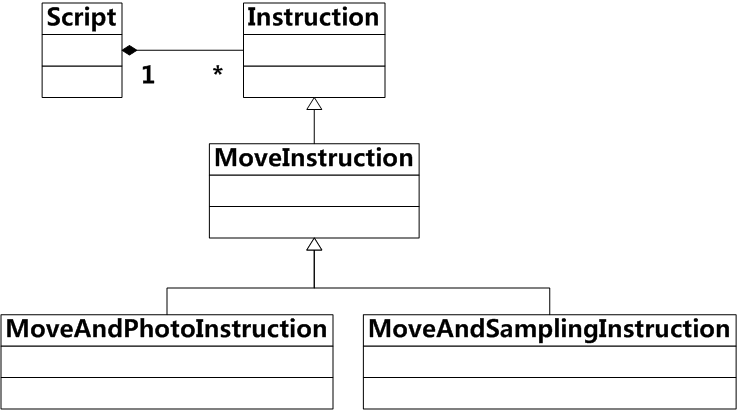 Script
Instruction
1
*
MoveInstruction
MoveAndPhotoInstruction
MoveAndSamplingInstruction